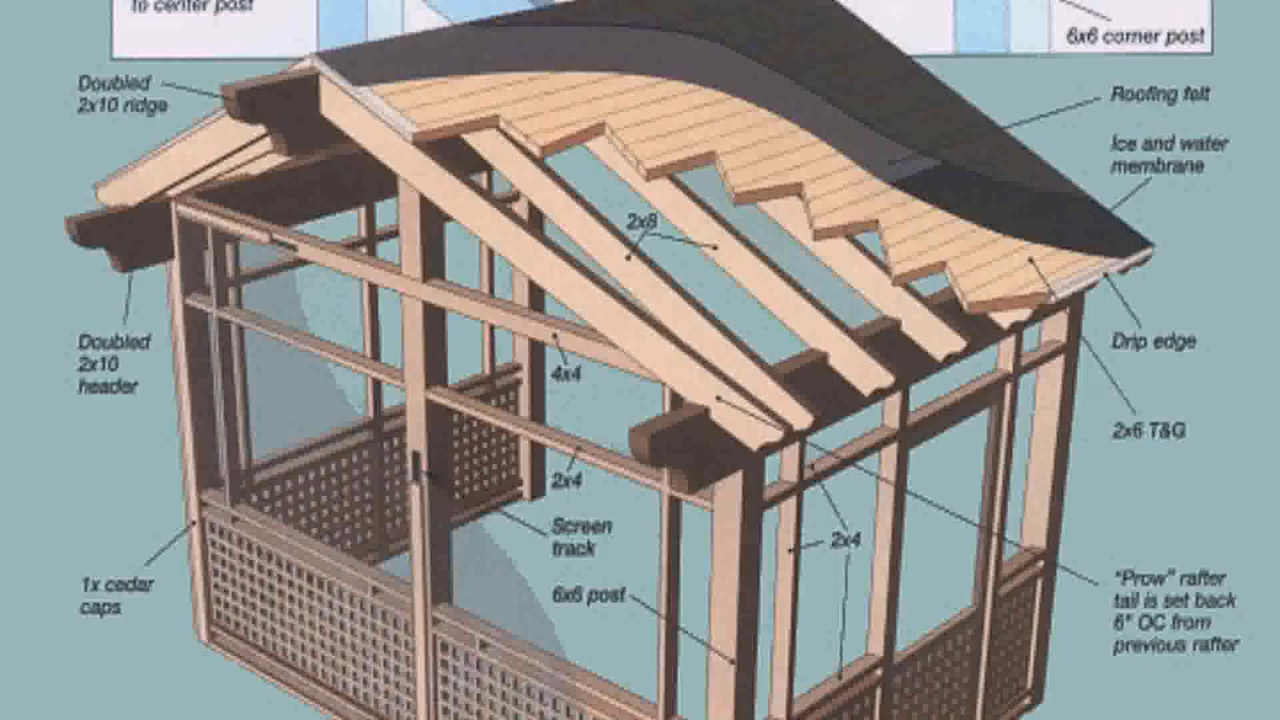 to center post
6x6 corner post
Doubled
2x10 ridge
Roofing felt
Ice and water
membrane
2x8
Doubled
2x10
header
4x4
Drip edge
2x6 T&G
2x4
Screen
track
2x4
1x cedar
caps
6x6 post
"Prow" rafter
tail is set back
6" OC from
previous rafter